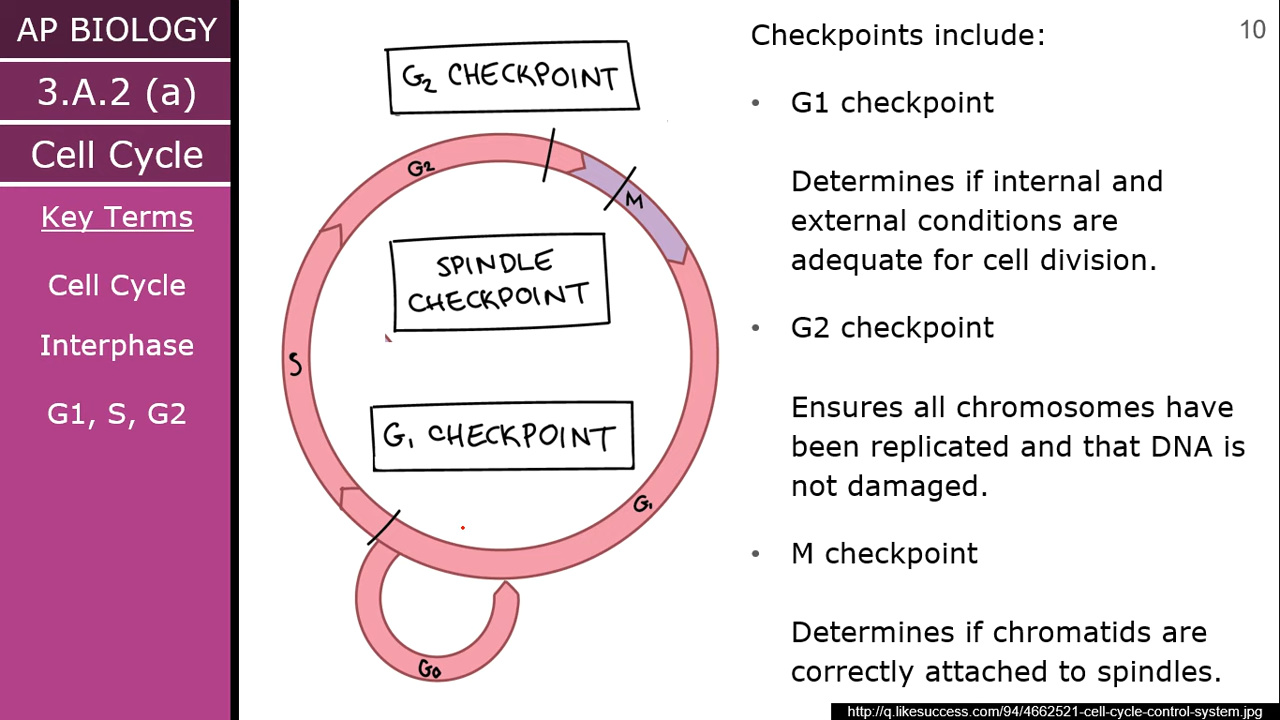 AP BIOLOGY
3.A.2 (a)
Cell Cycle
Key Terms
Cell Cycle
Interphase
G1, S, G2
G₂ CHECKPOINT
G2
M
SPINDLE
CHECKPOINT
S
G₁ CHECKPOINT
G₁
G₀
Checkpoints include:
10
• G1 checkpoint
Determines if internal and
external conditions are
adequate for cell division.
• G2 checkpoint
Ensures all chromosomes have
been replicated and that DNA is
not damaged.
• M checkpoint
Determines if chromatids are
correctly attached to spindles.
http://q.likesuccess.com/94/4662521-cell-cycle-control-system.jpg